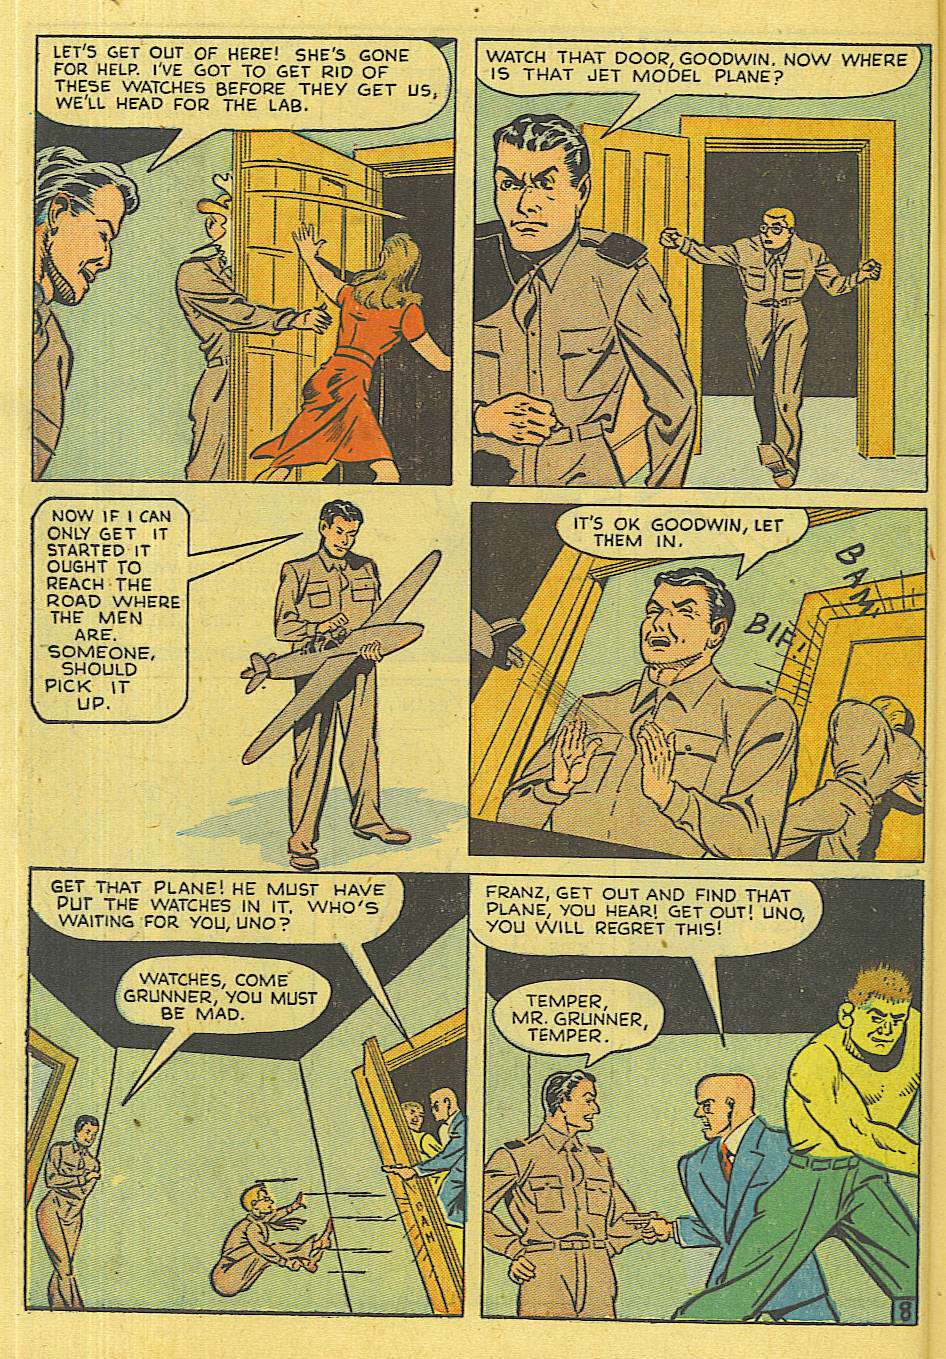 LET'S GET OUT OF HERE! SHE'S GONE
FOR HELP. I'VE GOT TO GET RID OF
THESE WATCHES BEFORE THEY GET US,
WE'LL HEAD FOR THE LAB.
WATCH THAT DOOR, GOODWIN. NOW WHERE
IS THAT JET MODEL PLANE?
NOW IF I CAN
ONLY GET IT
STARTED IT
OUGHT TO
REACH THE
ROAD WHERE
THE MEN
ARE.
SOMEONE,
SHOULD
PICK IT
UP.
IT'S OK GOODWIN, LET
THEM IN.
BIF!
BAM
GET THAT PLANE! HE MUST HAVE
PUT THE WATCHES IN IT. WHO'S
WAITING FOR YOU, UNO?
WATCHES, COME
GRUNNER, YOU MUST
BE MAD.
BAM
FRANZ, GET OUT AND FIND THAT
PLANE, YOU HEAR! GET OUT! UNO,
YOU WILL REGRET THIS!
TEMPER,
MR. GRUNNER,
TEMPER.
8